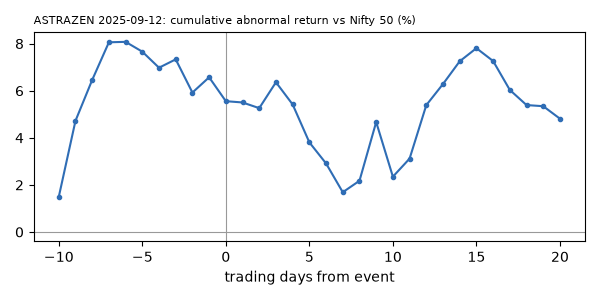 ASTRAZEN 2025-09-12: cumulative abnormal return vs Nifty 50 (%)
8
6
4
2
0
−10 −5 0 5 10 15 20
trading days from event